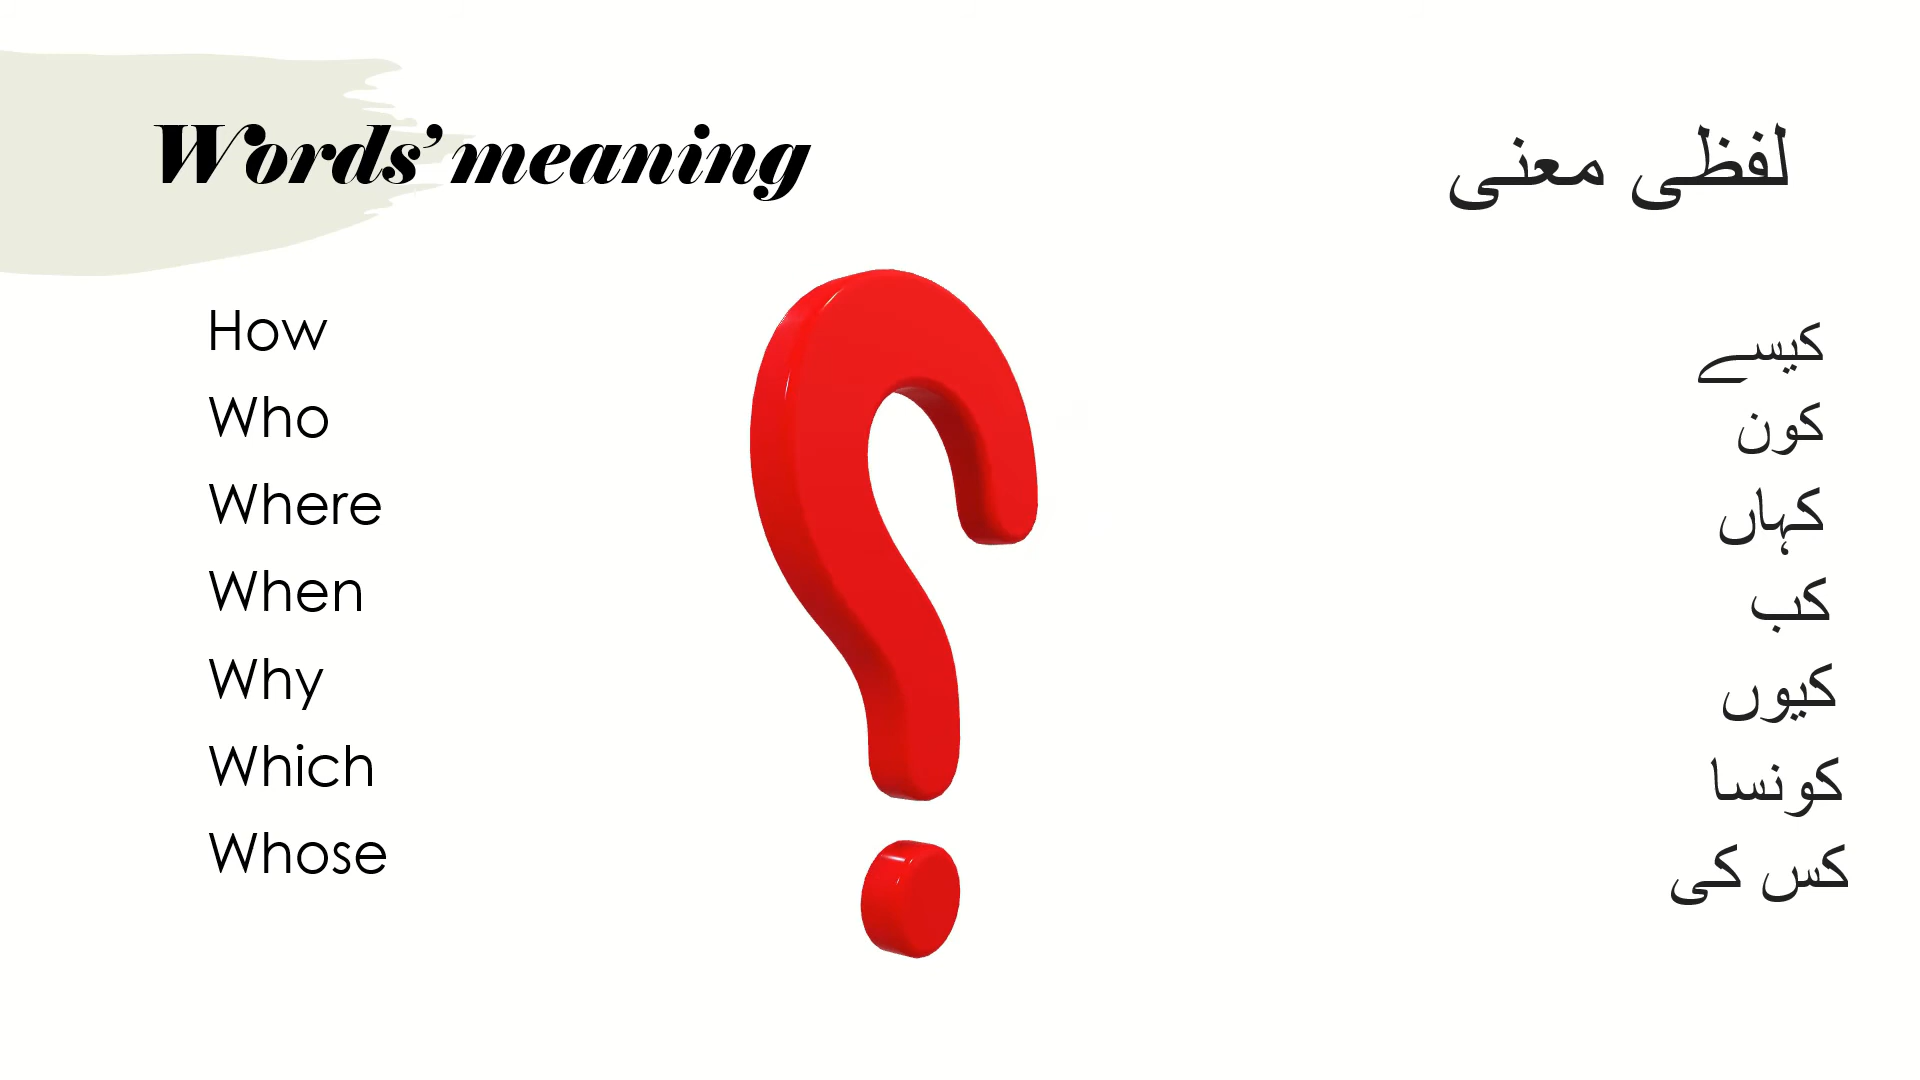 Words' meaning لفظی معنی
How کیسے
Who کون
Where کہاں
When کب
Why کیوں
Which کونسا
Whose کس کی